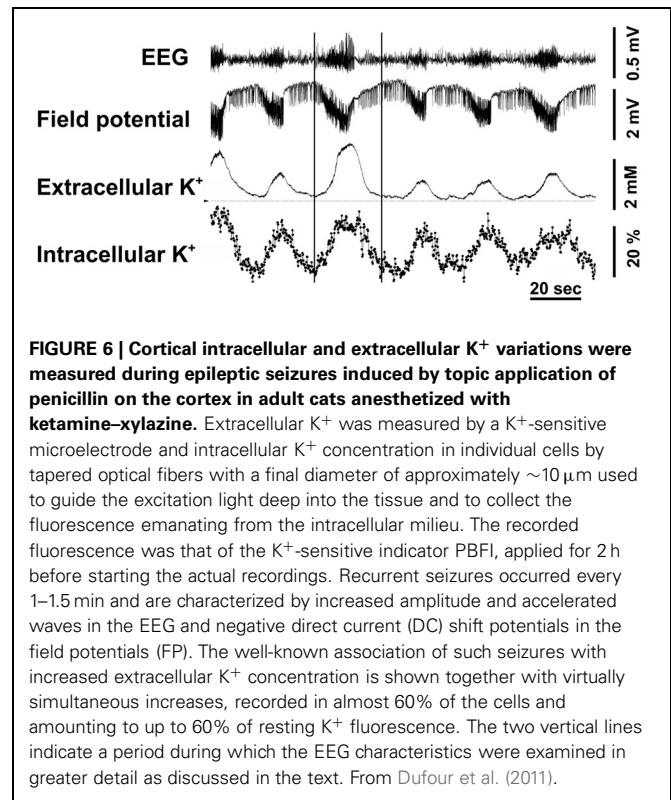 EEG
0.5 mV
Field potential
2 mV
Extracellular K⁺
2 mM
Intracellular K⁺
20 %
20 sec
FIGURE 6 | Cortical intracellular and extracellular K⁺ variations were
measured during epileptic seizures induced by topic application of
penicillin on the cortex in adult cats anesthetized with
ketamine–xylazine. Extracellular K⁺ was measured by a K⁺-sensitive
microelectrode and intracellular K⁺ concentration in individual cells by
tapered optical fibers with a final diameter of approximately ∼10 μm used
to guide the excitation light deep into the tissue and to collect the
fluorescence emanating from the intracellular milieu. The recorded
fluorescence was that of the K⁺-sensitive indicator PBFI, applied for 2 h
before starting the actual recordings. Recurrent seizures occurred every
1–1.5 min and are characterized by increased amplitude and accelerated
waves in the EEG and negative direct current (DC) shift potentials in the
field potentials (FP). The well-known association of such seizures with
increased extracellular K⁺ concentration is shown together with virtually
simultaneous increases, recorded in almost 60% of the cells and
amounting to up to 60% of resting K⁺ fluorescence. The two vertical lines
indicate a period during which the EEG characteristics were examined in
greater detail as discussed in the text. From Dufour et al. (2011).